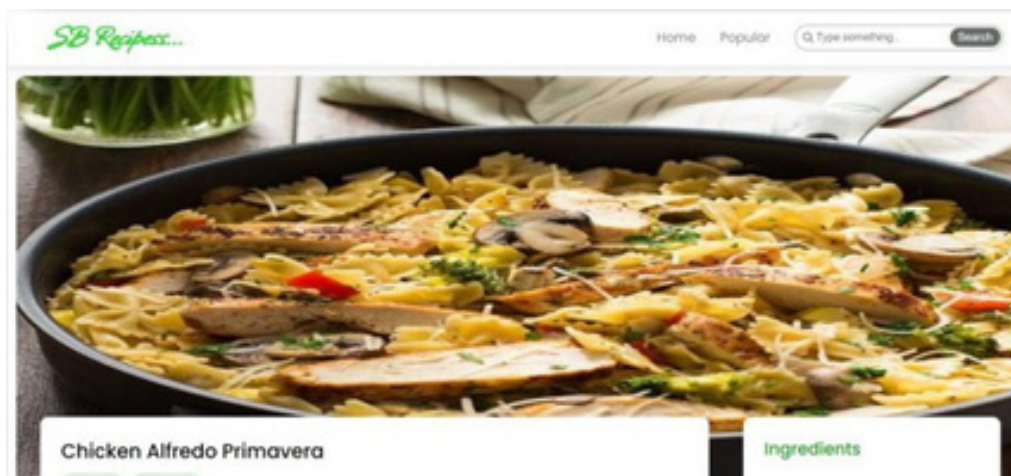 SB Recipess...
Home
Popular
Type something..
Search
Chicken Alfredo Primavera
Ingredients